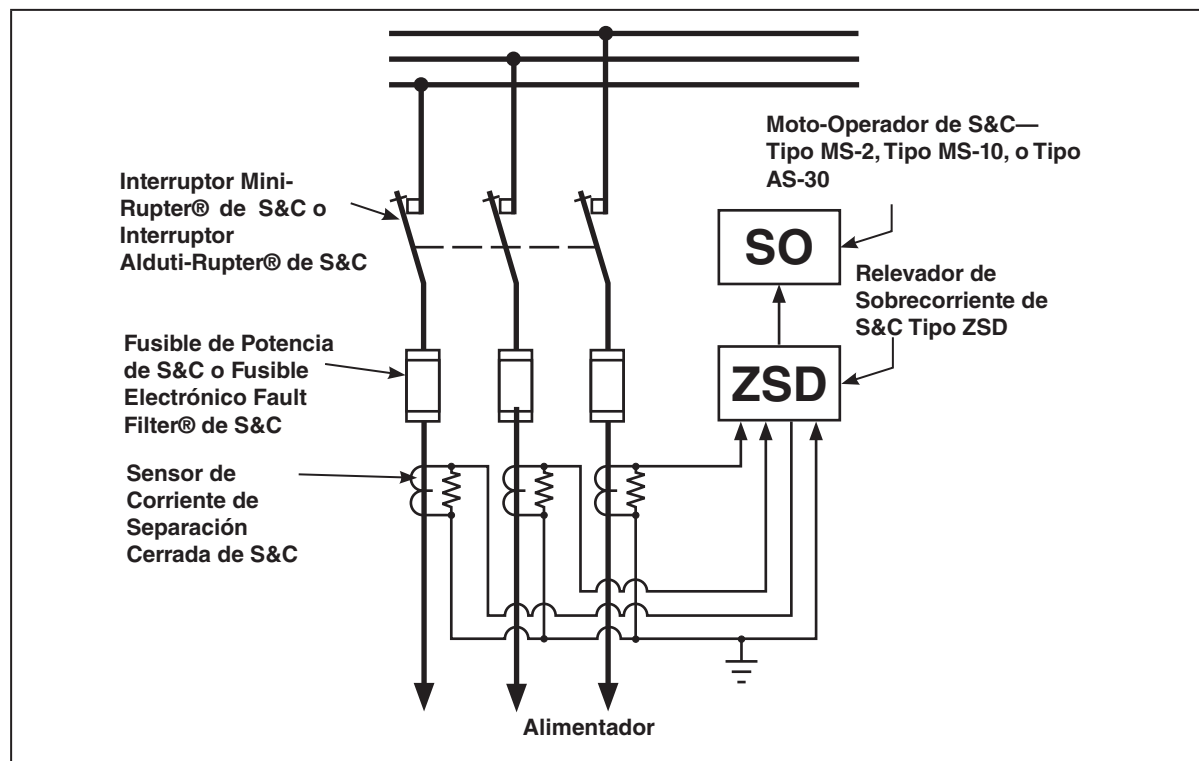 Moto-Operador de S&C—
Tipo MS-2, Tipo MS-10, o Tipo
AS-30
Interruptor Mini-
Rupter® de S&C o
Interruptor
Alduti-Rupter® de S&C
SO
Relevador de
Sobrecorriente de
S&C Tipo ZSD
Fusible de Potencia
de S&C o Fusible
Electrónico Fault
Filter® de S&C
ZSD
Sensor de
Corriente de
Separación
Cerrada de S&C
Alimentador